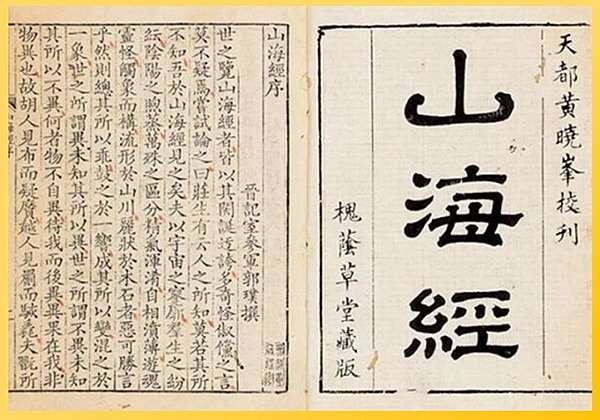 天都黃曉峯挍刊
山海經
槐蔭草堂藏版
山海經序
晉記室參軍郭璞撰
世之覽山海經者皆以其閎誕迂誇多奇怪俶儻之言
莫不疑焉嘗試論之曰莊生有云人之所知莫若其所
不知吾於山海經見之矣夫以宇宙之寥廓羣生之紛
紜陰陽之煦蒸萬殊之區分精氣渾淆自相濆薄遊魂
靈怪觸象而構流形於山川麗狀於木石者惡可勝言
乎然則總其所以乖鼓之於一響成其所以變混之於
一象世之所謂異未知其所以異世之所謂不異未知
其所以不異何者物不自異待我而後異異果在我非
物異也故胡人見布而疑黂越人見罽而駭毳夫翫所